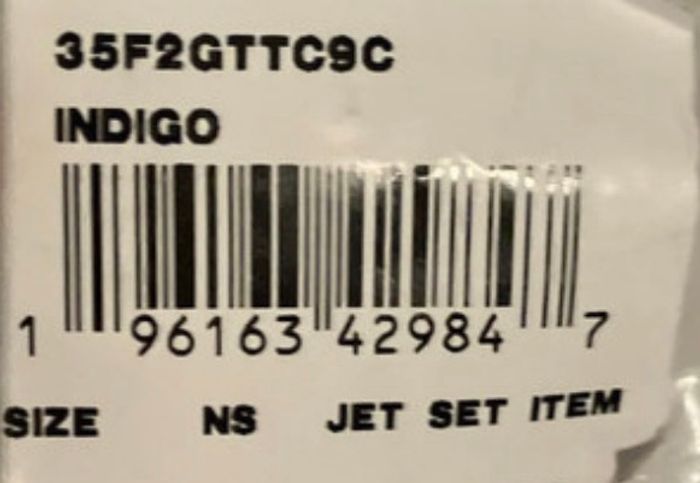 35F2GTTC9C
INDIGO
1 96163 42984 7
SIZE NS JET SET ITEM